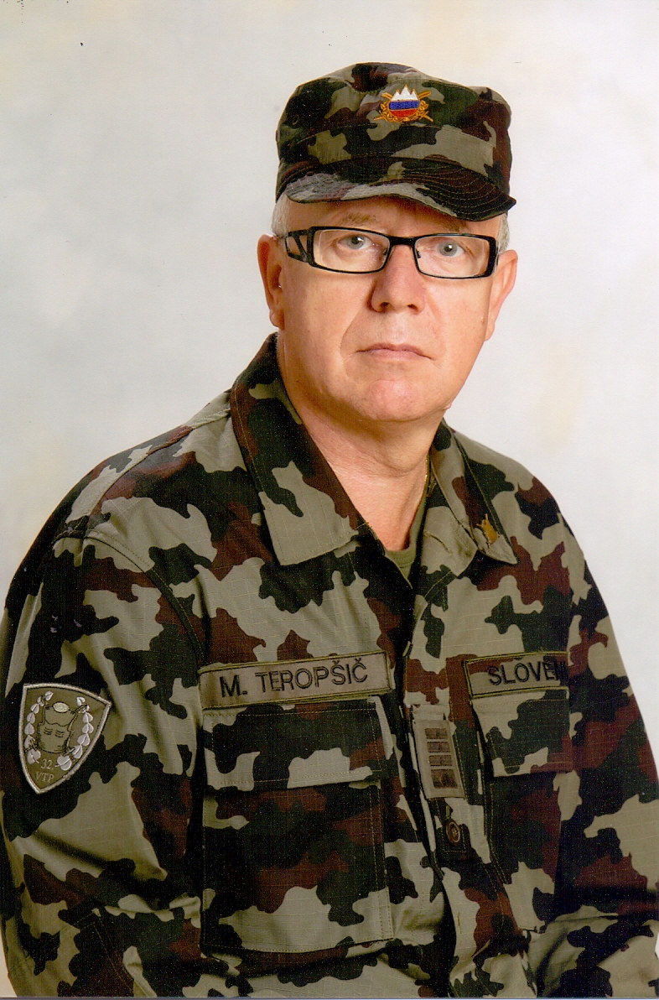 M. TEROPŠIČ
SLOVEN
32
VTP